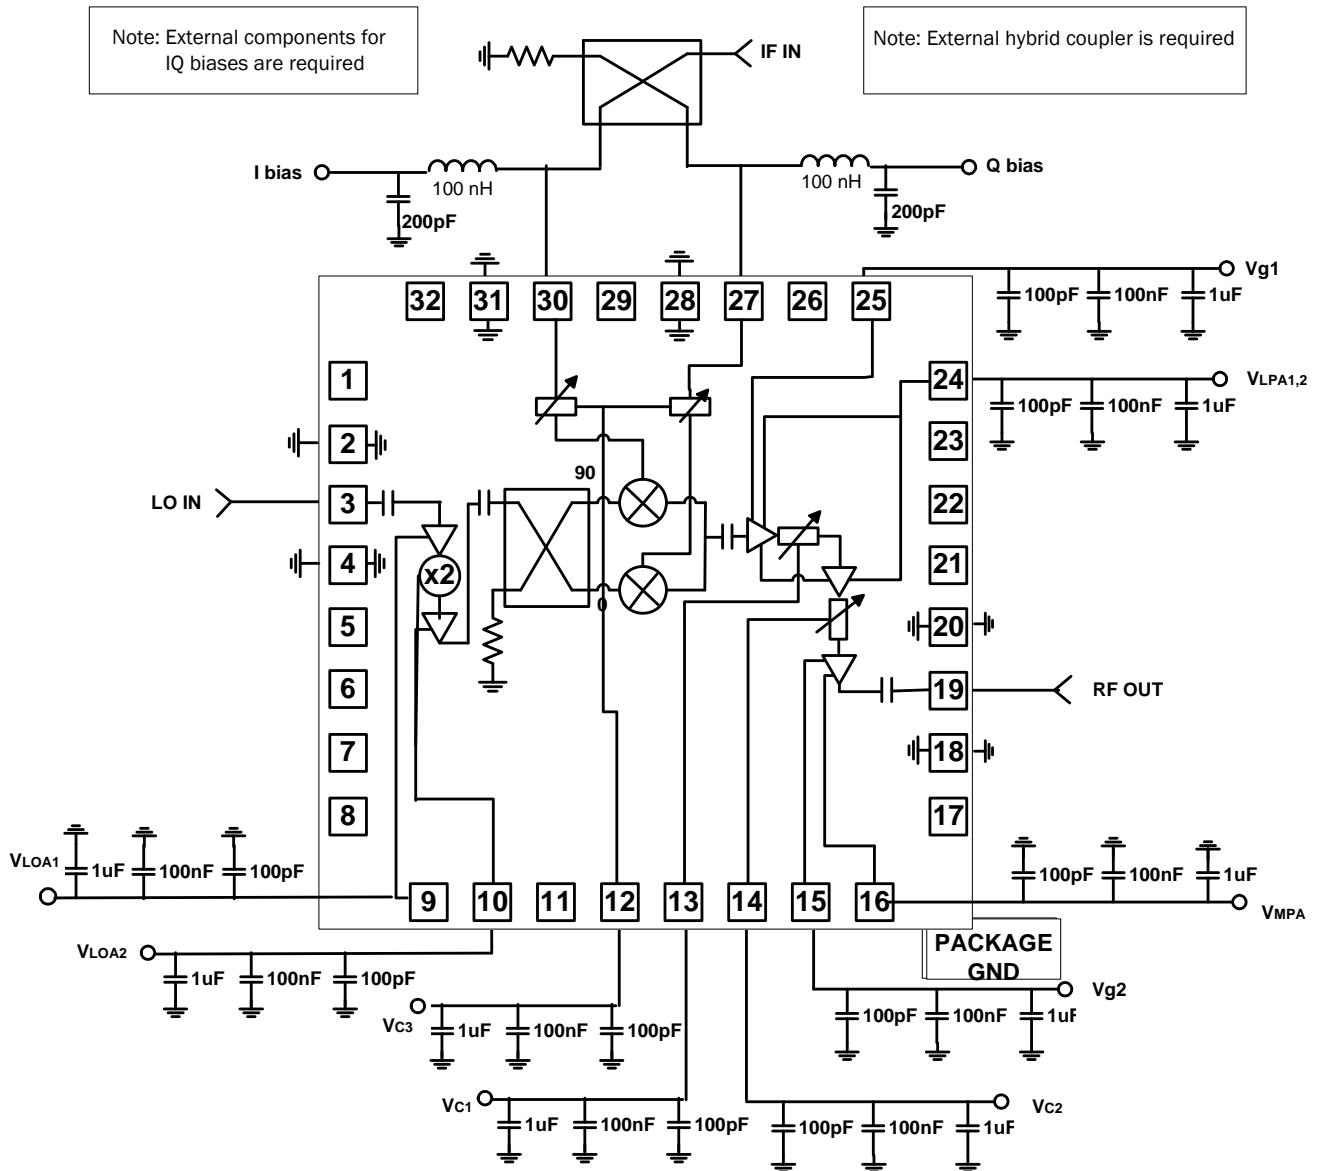 Note: External components for
IQ biases are required
Note: External hybrid coupler is required
IF IN
I bias
100 nH
200pF
100 nH
Q bias
200pF
Vg1
100pF
100nF
1uF
32
31
30
29
28
27
26
25
1
2
3
4
5
6
7
8
LO IN
24
23
22
21
20
19
18
17
VLPA1,2
100pF
100nF
1uF
90
x2
0
RF OUT
VLOA1
1uF
100nF
100pF
9
10
11
12
13
14
15
16
100pF
100nF
1uF
VMPA
PACKAGE
GND
VLOA2
1uF
100nF
100pF
Vg2
100pF
100nF
1uF
VC3
1uF
100nF
100pF
VC1
1uF
100nF
100pF
VC2
100pF
100nF
1uF